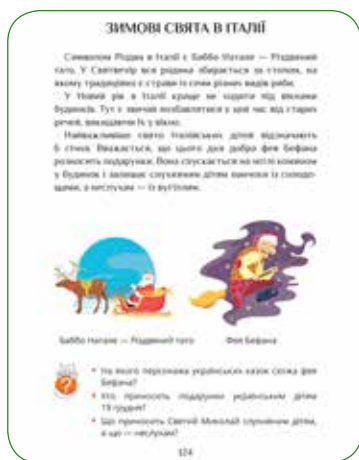 ЗИМОВІ СВЯТА В ІТАЛІЇ
Символом Різдва в Італії є Баббо Натале — Різдвяний
тато. У Святвечір вся родина збирається за столом, на
якому традиційно є страви із семи різних видів риби.
У Новий рік в Італії краще не ходити під вікнами
будинків. Тут є звичай позбавлятися у цей час від старих
речей, викидаючи їх у вікно.
Найважливіше свято італійських дітей відзначають
6 січня. Вважається, що цього дня добра фея Бефана
розносить подарунки. Вона спускається на мітлі комином
у будинок і залишає слухняним дітям панчохи із солодо-
щами, а неслухам — із вугіллям.
Баббо Натале — Різдвяний тато
Фея Бефана
• На якого персонажа українських казок схожа фея
Бефана?
• Хто приносить подарунки українським дітям
19 грудня?
• Що приносить Святий Миколай слухняним дітям,
а що — неслухам?
124